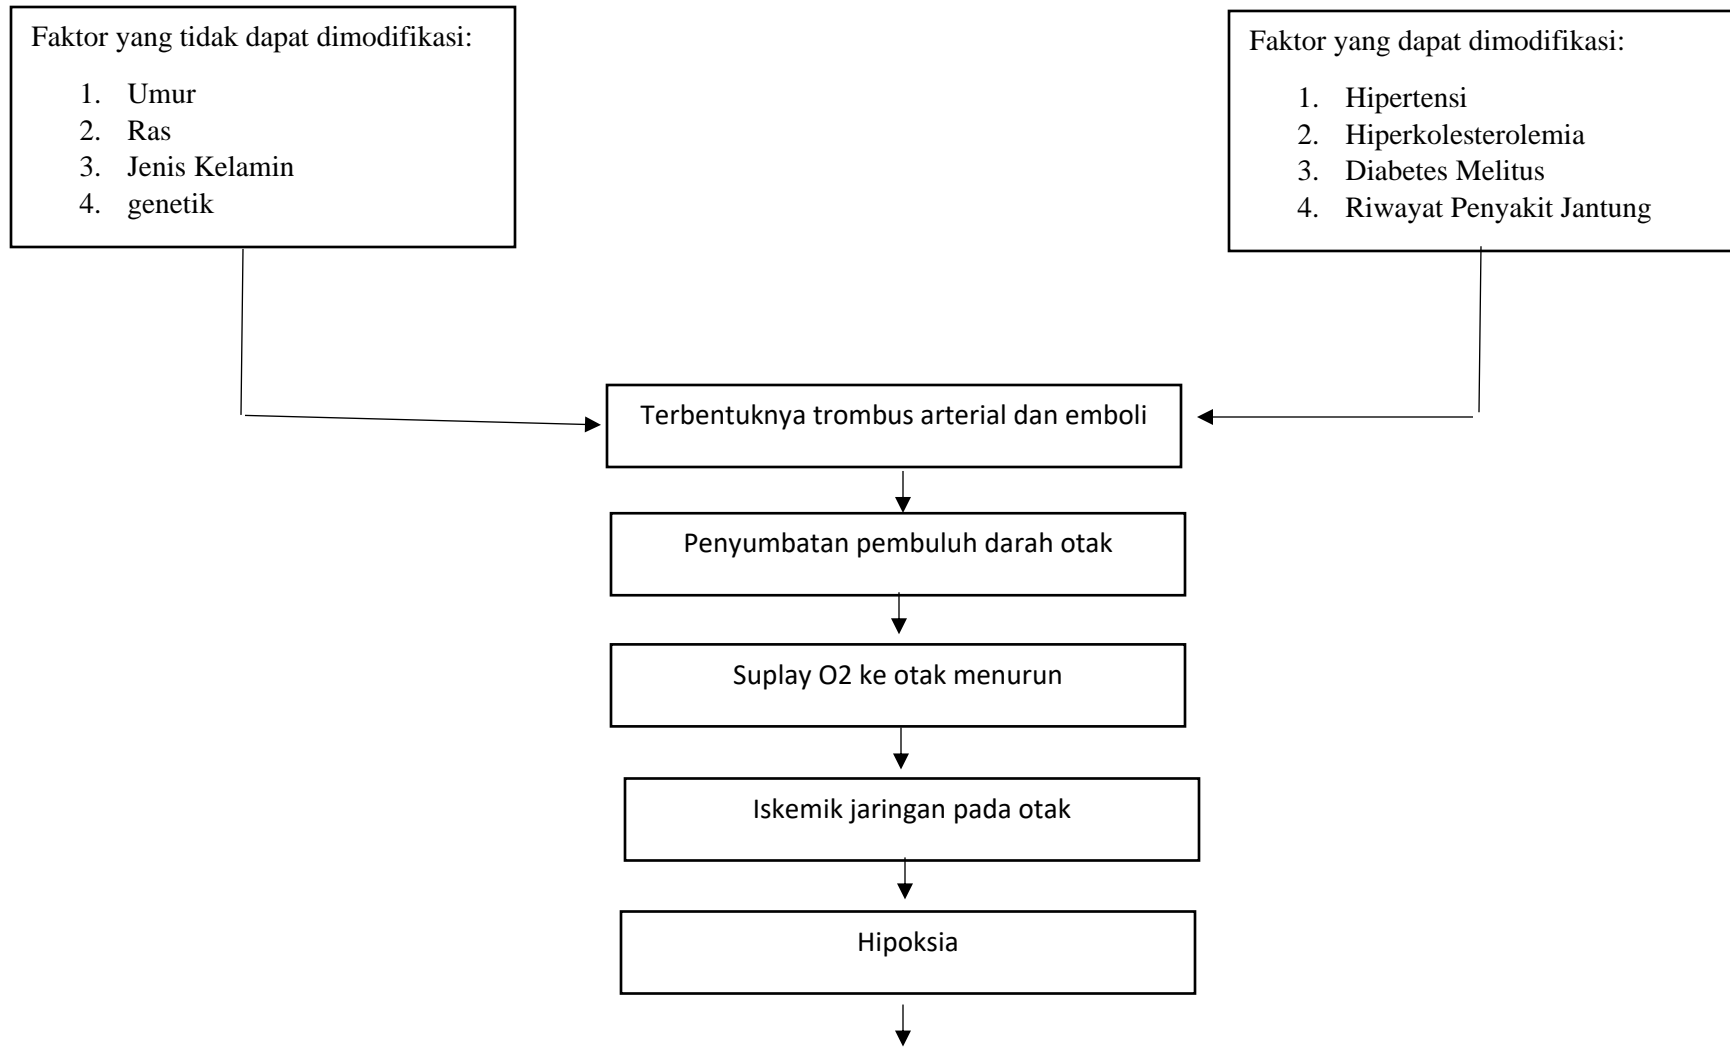 Faktor yang tidak dapat dimodifikasi:
1. Umur
2. Ras
3. Jenis Kelamin
4. genetik
Faktor yang dapat dimodifikasi:
1. Hipertensi
2. Hiperkolesterolemia
3. Diabetes Melitus
4. Riwayat Penyakit Jantung
Terbentuknya trombus arterial dan emboli
Penyumbatan pembuluh darah otak
Suplay O2 ke otak menurun
Iskemik jaringan pada otak
Hipoksia